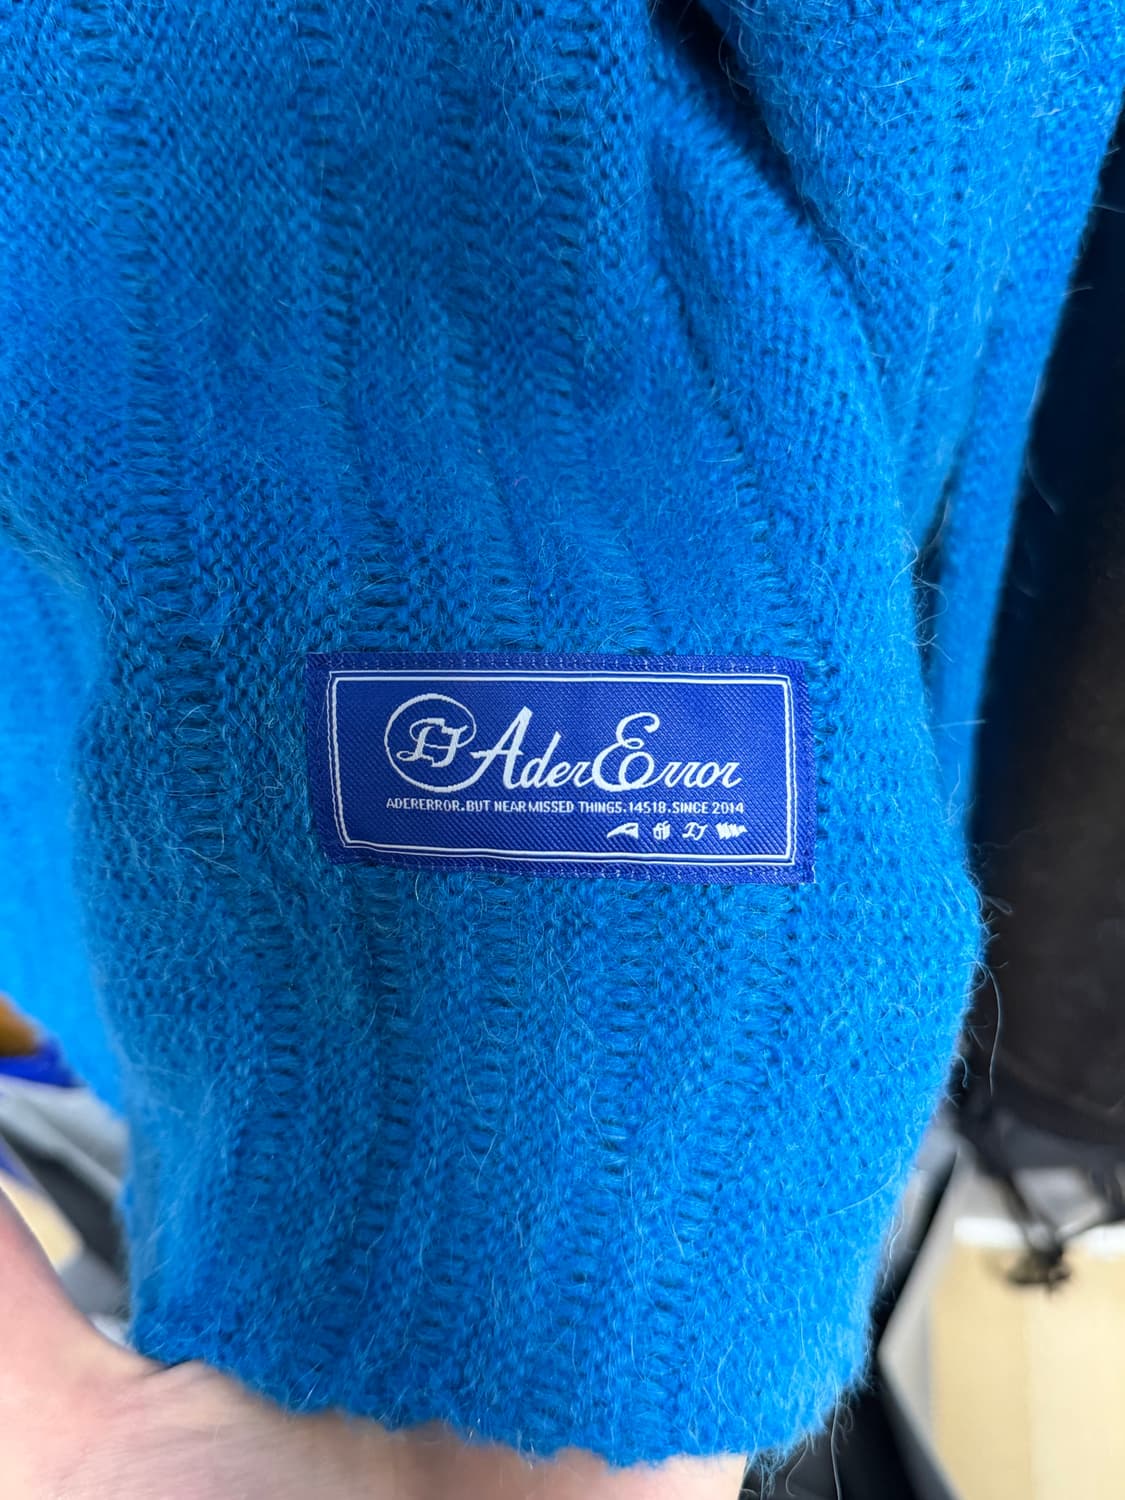 AderError
ADERERROR.BUT NEAR MISSED THINGS.14518.SINCE 2014